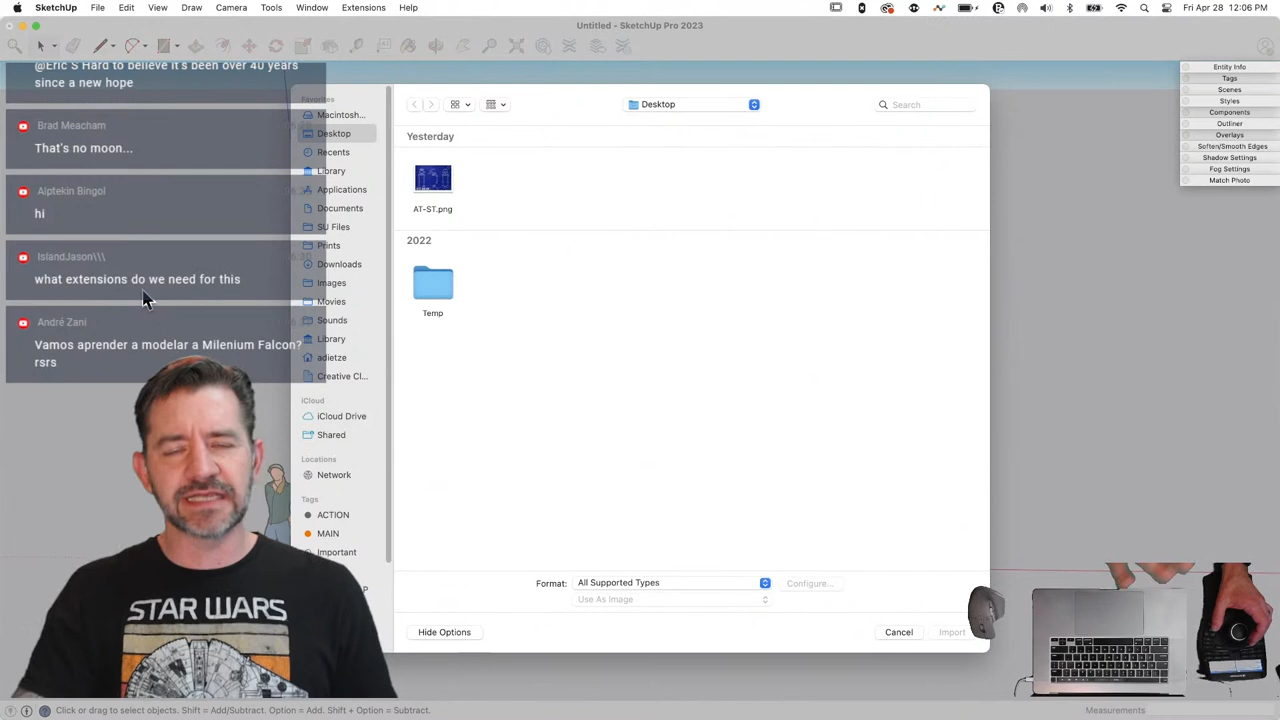 SketchUp File Edit View Draw Camera Tools Window Extensions Help
Fri Apr 28 12:06 PM
Untitled - SketchUp Pro 2023
@Eric S Hard to believe it's been over 40 years
since a new hope
Brad Meacham
That's no moon...
Alptekin Bingol
hi
IslandJason\\\
what extensions do we need for this
André Zani
Vamos aprender a modelar a Milenium Falcon?
rsrs
Favorites
Macintosh...
Desktop
Recents
Library
Applications
Documents
SU Files
Prints
Downloads
Images
Movies
Sounds
Library
adietze
Creative Cl...
iCloud
iCloud Drive
Shared
Locations
Network
Tags
ACTION
MAIN
Important
Desktop
Search
Yesterday
AT-ST.png
2022
Temp
Format: All Supported Types
Configure...
Use As Image
Hide Options
Cancel
Import
Entity Info
Tags
Scenes
Styles
Components
Outliner
Overlays
Soften/Smooth Edges
Shadow Settings
Fog Settings
Match Photo
STAR WARS
Click or drag to select objects. Shift = Add/Subtract. Option = Add. Shift + Option = Subtract.
Measurements